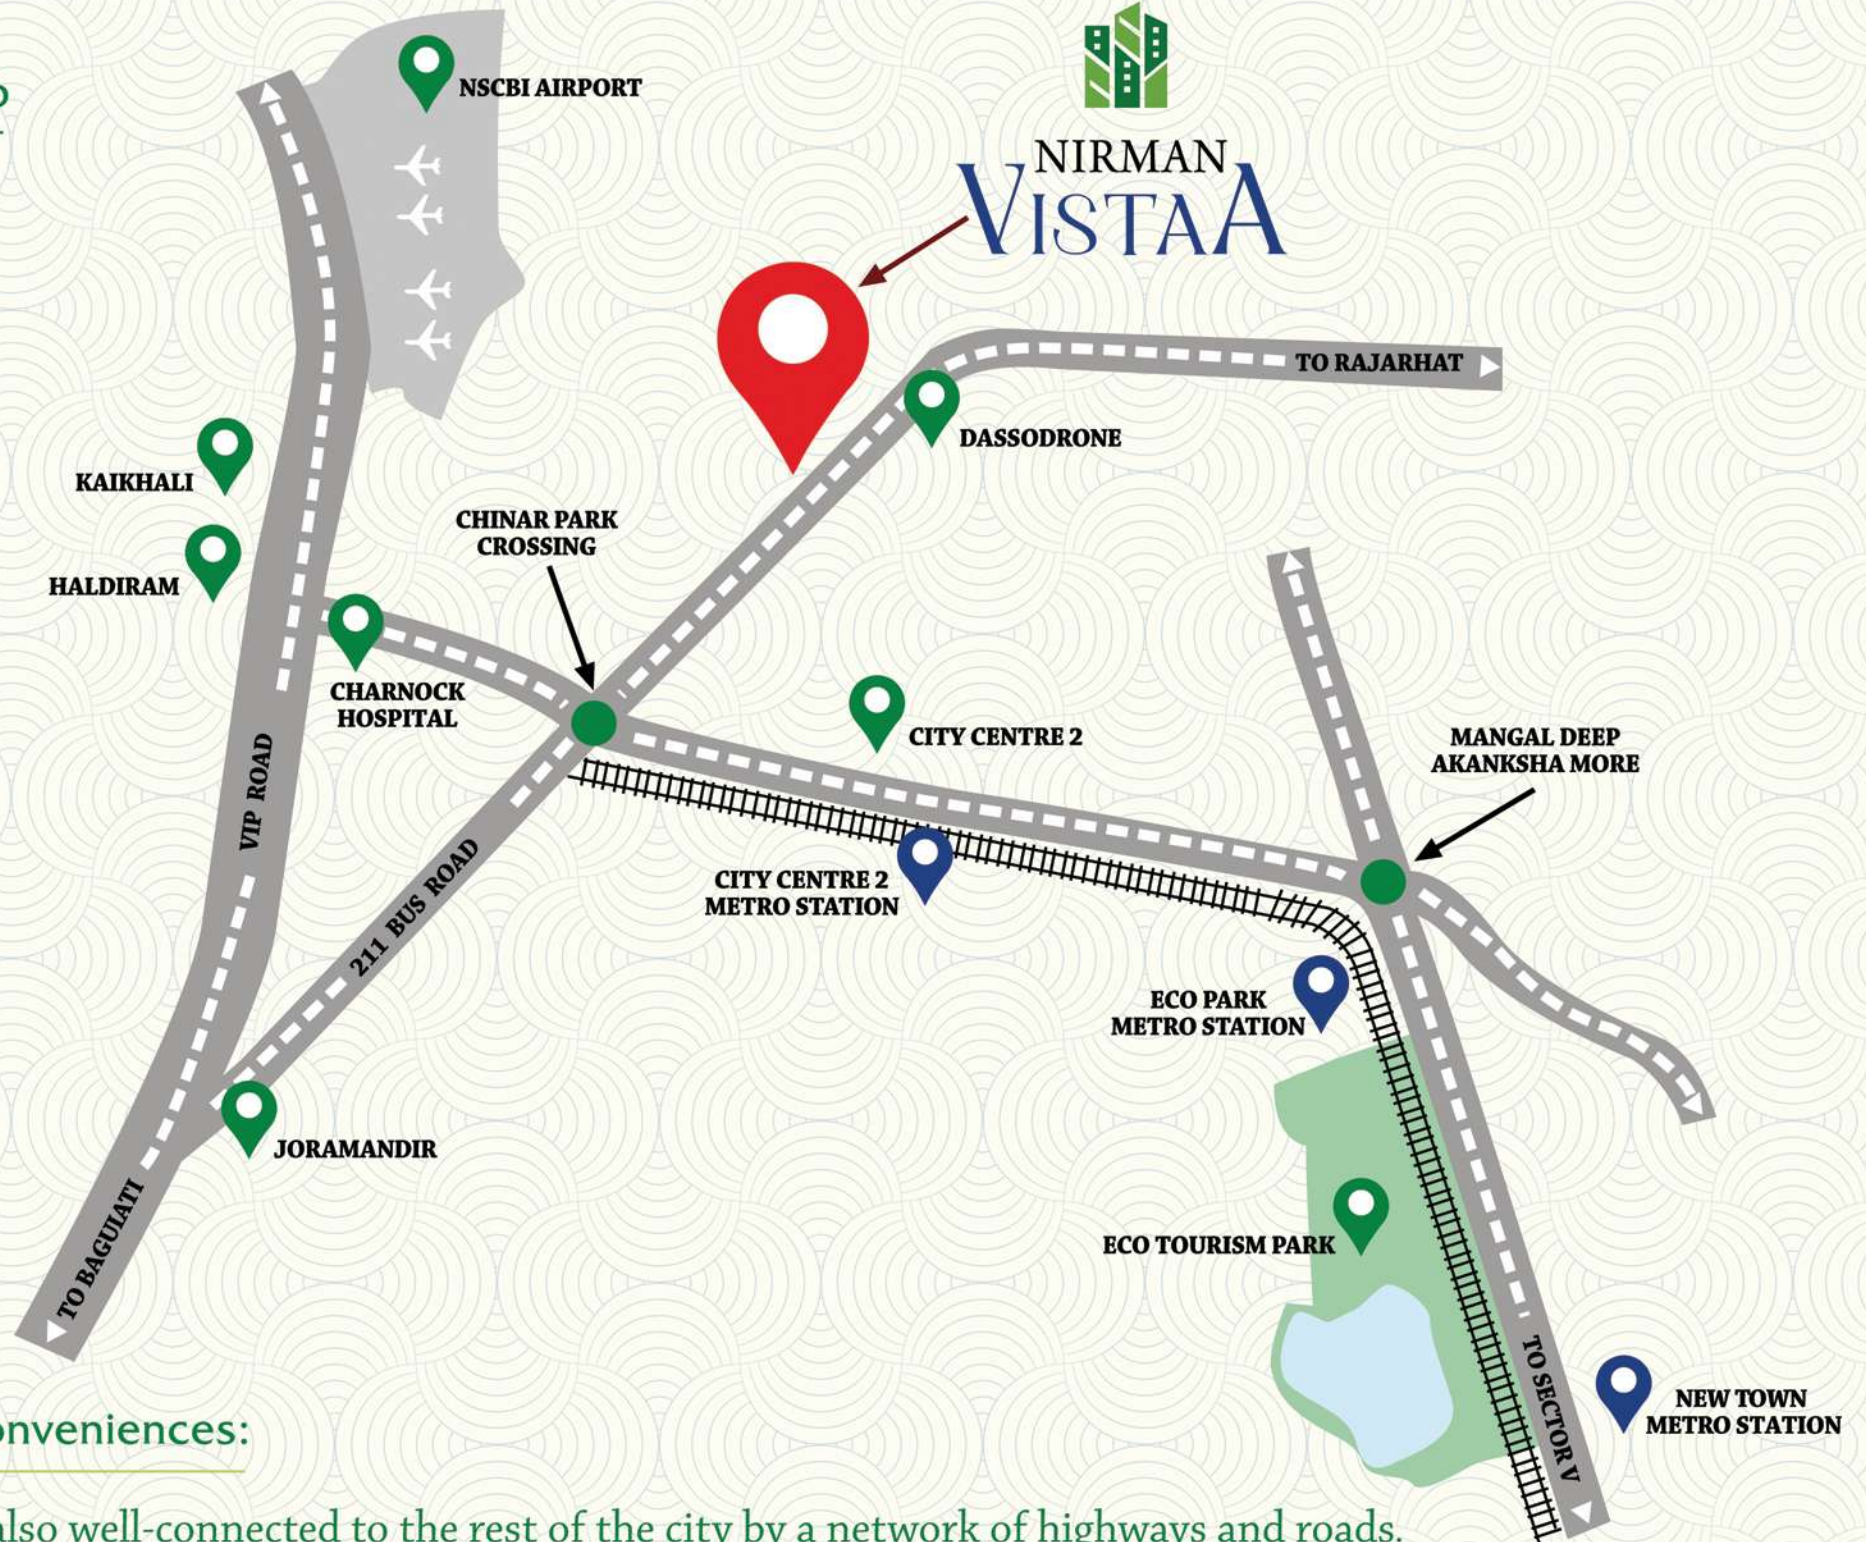 NSCBI AIRPORT
NIRMAN
VISTAA
TO RAJARHAT
DASSODRONE
KAIKHALI
CHINAR PARK
CROSSING
HALDIRAM
CHARNOCK
HOSPITAL
CITY CENTRE 2
MANGAL DEEP
AKANKSHA MORE
VIP ROAD
211 BUS ROAD
CITY CENTRE 2
METRO STATION
ECO PARK
METRO STATION
JORAMANDIR
TO BAGUIATI
ECO TOURISM PARK
TO SECTOR V
NEW TOWN
METRO STATION
onveniences:
also well-connected to the rest of the city by a network of highways and roads.